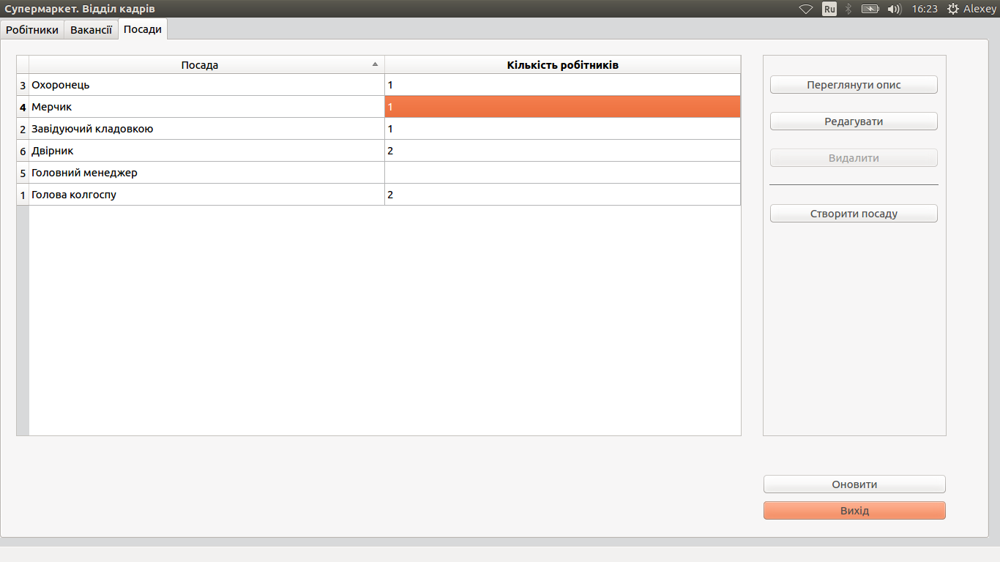 Супермаркет. Відділ кадрів
Ru
16:23
Alexey
Робітники
Вакансії
Посади
Посада
Кількість робітників
3 Охоронець 1
4 Мерчик 1
2 Завідуючий кладовкою 1
6 Двірник 2
5 Головний менеджер
1 Голова колгоспу 2
Переглянути опис
Редагувати
Видалити
Створити посаду
Оновити
Вихід